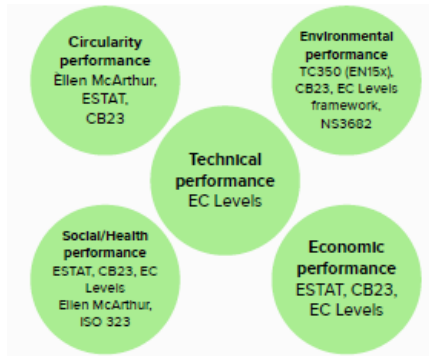 Circularity
performance
Ellen McArthur,
ESTAT,
CB23
Environmental
performance
TC350 (EN15x),
CB23, EC Levels
framework,
NS3682
Technical
performance
EC Levels
Social/Health
performance
ESTAT, CB23, EC
Levels
Ellen McArthur,
ISO 323
Economic
performance
ESTAT, CB23,
EC Levels